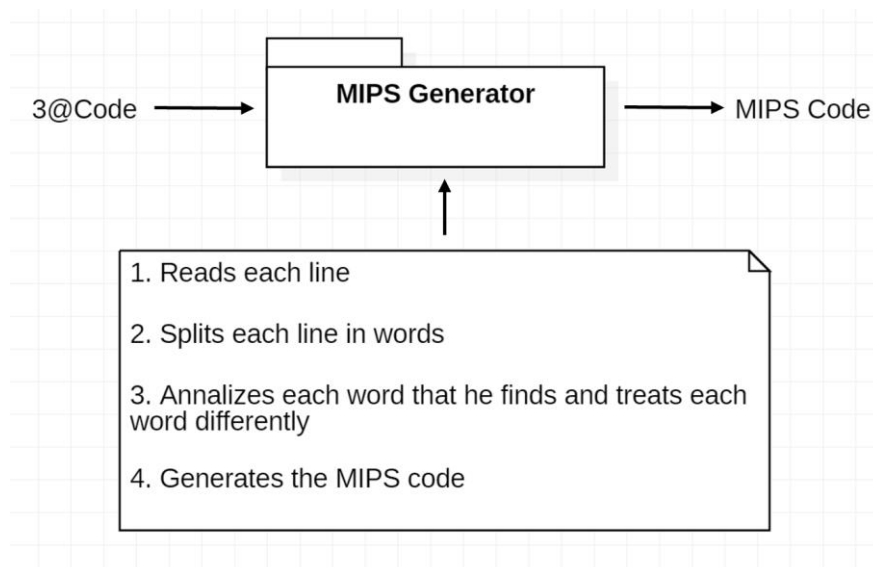 MIPS Generator
3@Code
MIPS Code
1. Reads each line
2. Splits each line in words
3. Annalizes each word that he finds and treats each
word differently
4. Generates the MIPS code